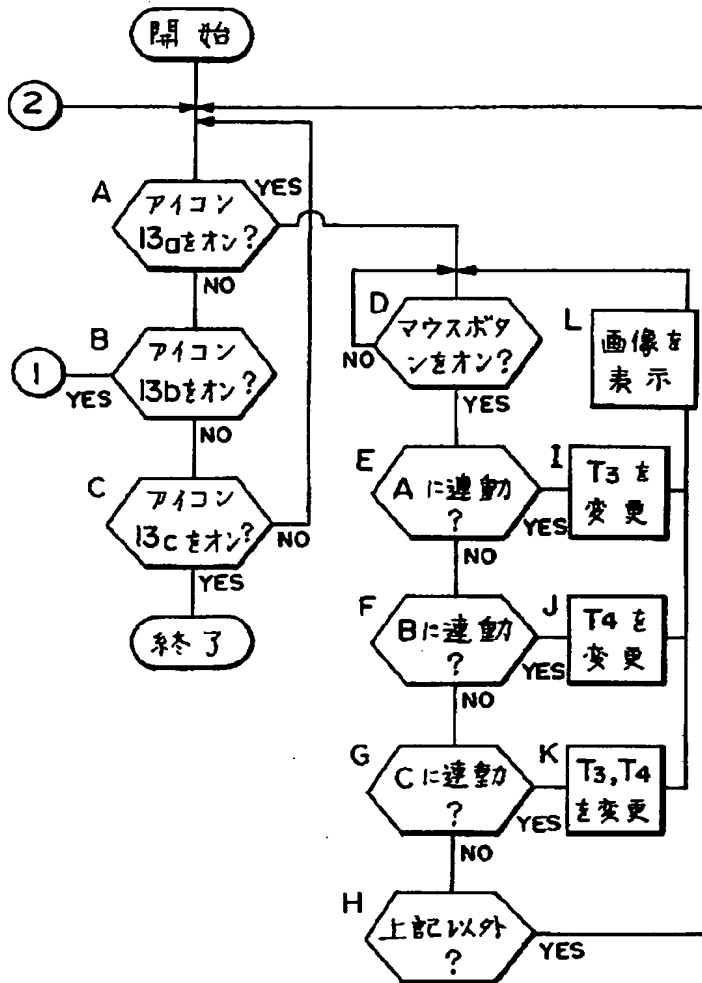 開始
2
A
アイコン
13aをオン?
YES
NO
B
アイコン
13bをオン?
1
YES
NO
C
アイコン
13cをオン?
NO
YES
終了
D
マウスボタ
ンをオン?
NO
YES
L
画像を
表示
E
Aに連動
?
YES
NO
I
T3を
変更
F
Bに連動
?
YES
NO
J
T4を
変更
G
Cに連動
?
YES
NO
K
T3,T4
を変更
H
上記以外
?
YES